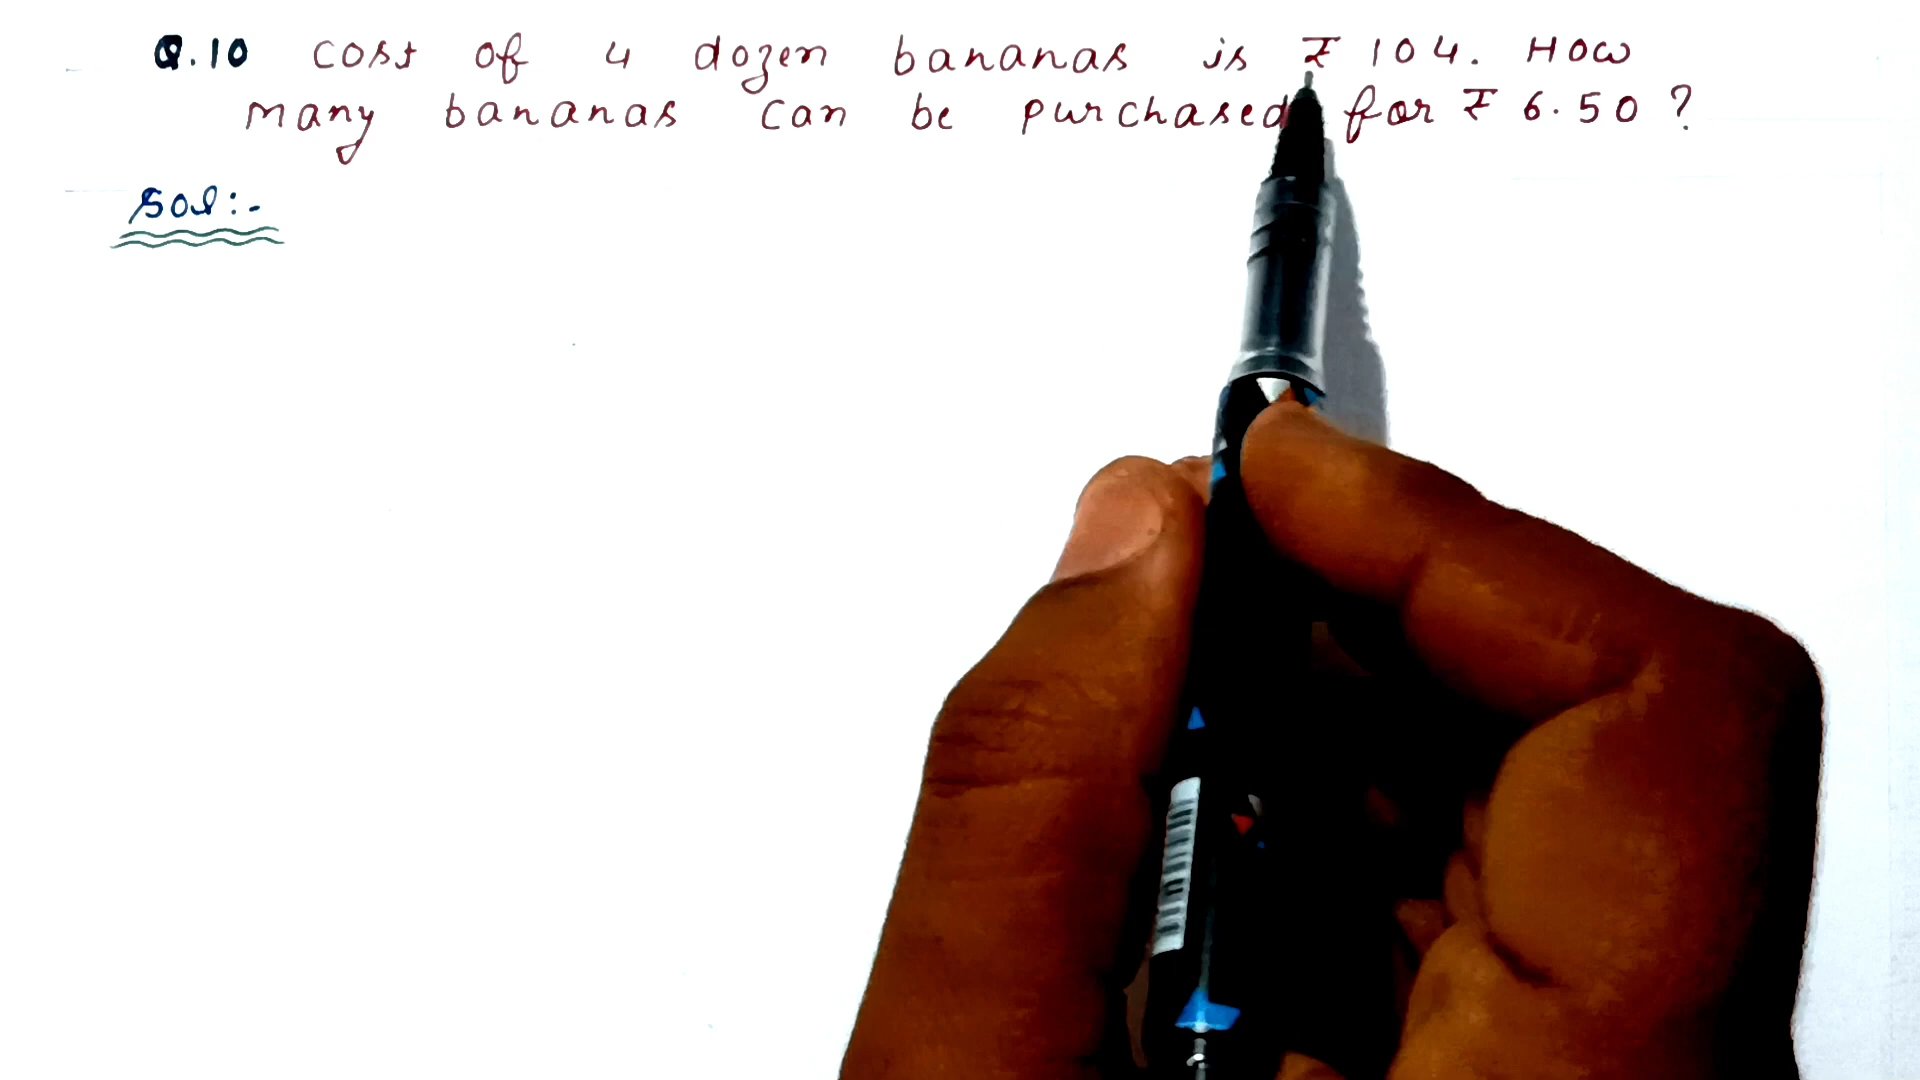 Q.10 Cost of 4 dozen bananas is ₹ 104. How
many bananas can be purchased for ₹ 6.50 ?
Sol:-